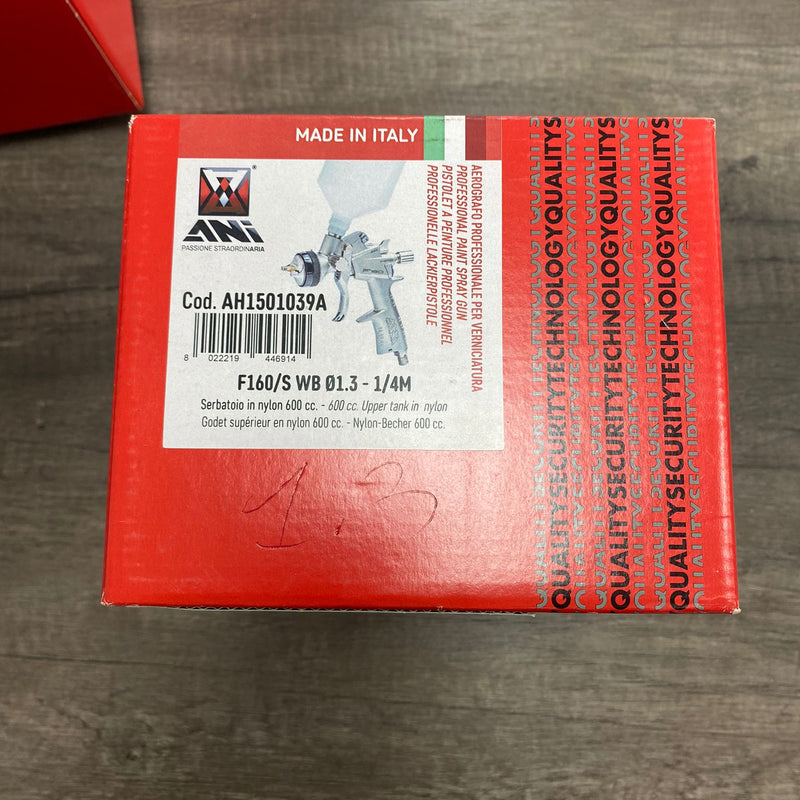 MADE IN ITALY
®
ANi
PASSIONE STRAORDINARIA
AEROGRAFO PROFESSIONALE PER VERNICIATURA
PROFESSIONAL PAINT SPRAY GUN
PISTOLET A PEINTURE PROFESSIONNEL
PROFESSIONELLE LACKIERPISTOLE
Cod. AH1501039A
8 022219 446914
F160/S WB Ø1.3 - 1/4M
Serbatoio in nylon 600 cc. - 600 cc. Upper tank in nylon
Godet supérieur en nylon 600 cc. - Nylon-Becher 600 cc.
1.3
QUALITYSECURITYTECHNOLOGYQUALITYS
QUALITYSECURITYTECHNOLOGYQUALITYS
QUALITYSECURITYTECHNOLOGYQUALITYS